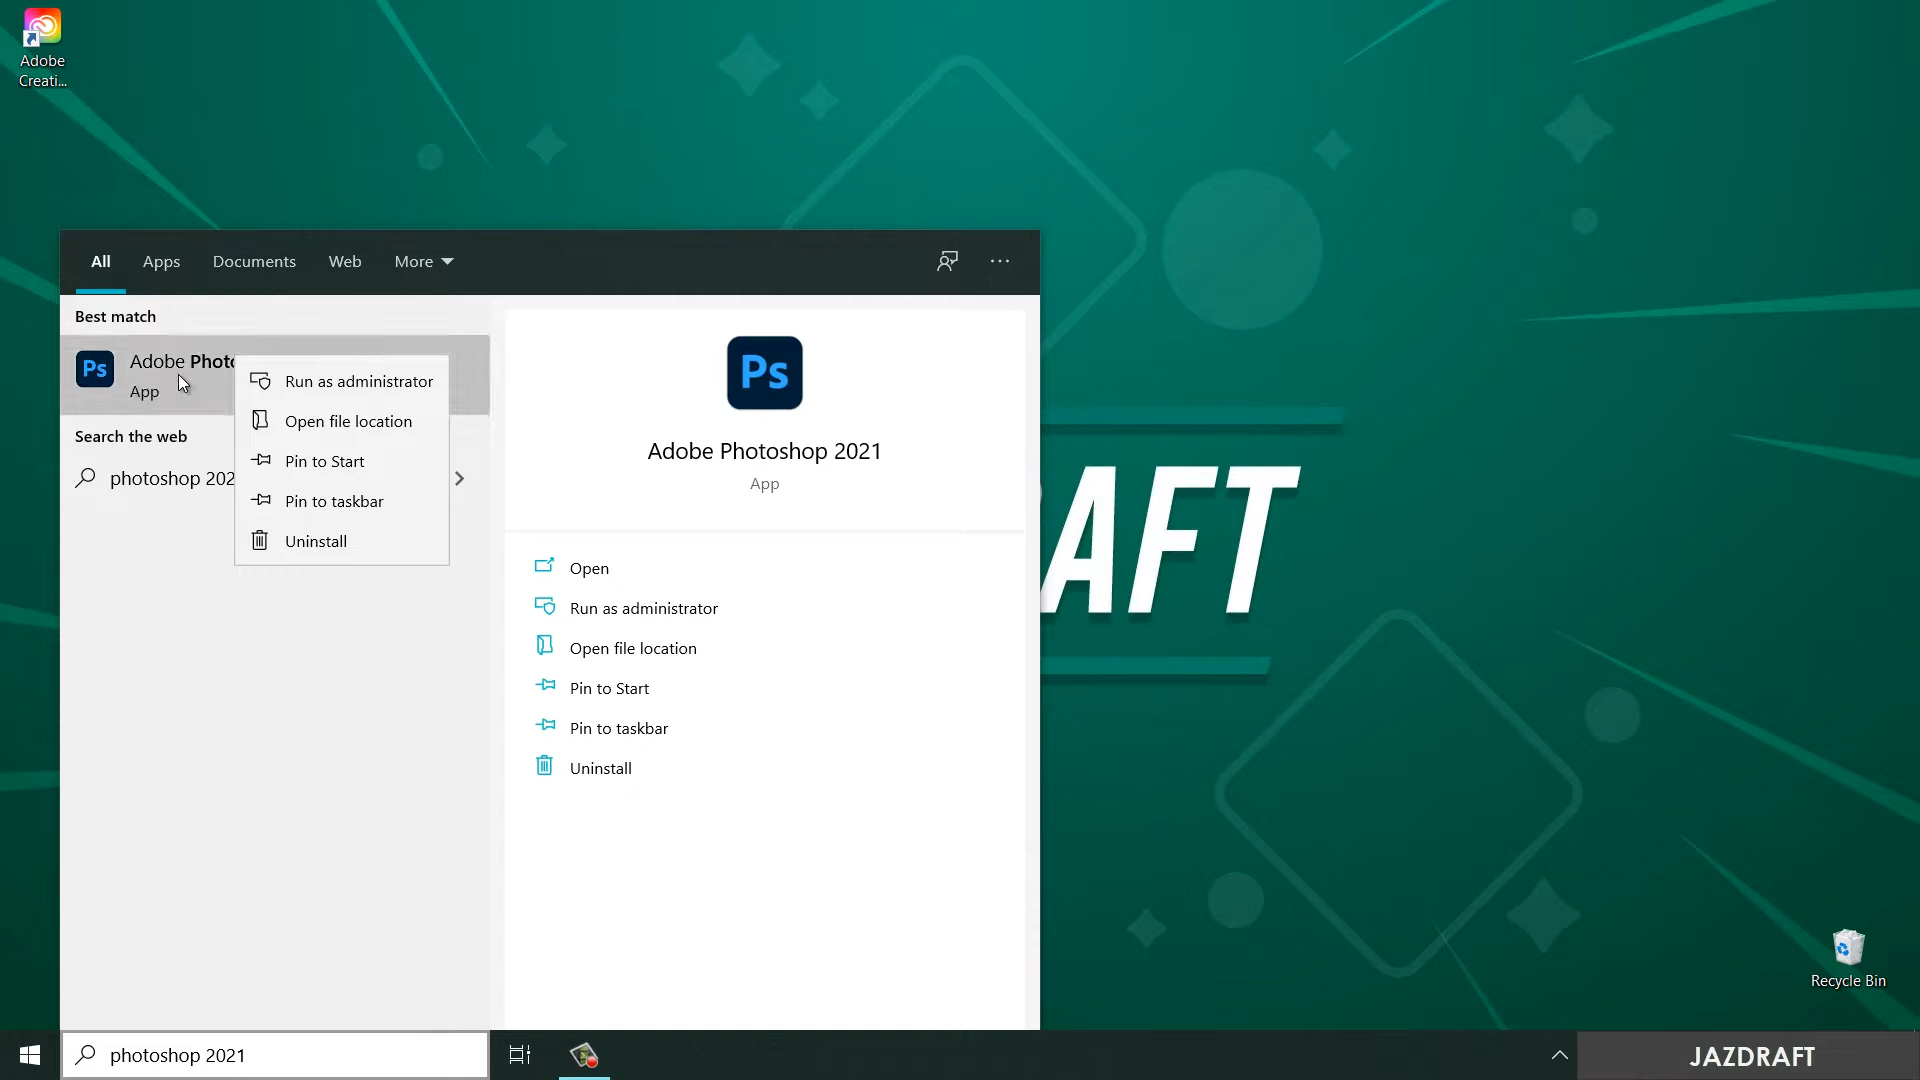 Adobe
Creati...
All
Apps
Documents
Web
More
Best match
Ps
Adobe Photo
App
Search the web
photoshop 202
Run as administrator
Open file location
Pin to Start
Pin to taskbar
Uninstall
Ps
Adobe Photoshop 2021
App
Open
Run as administrator
Open file location
Pin to Start
Pin to taskbar
Uninstall
AFT
Recycle Bin
photoshop 2021
JAZDRAFT